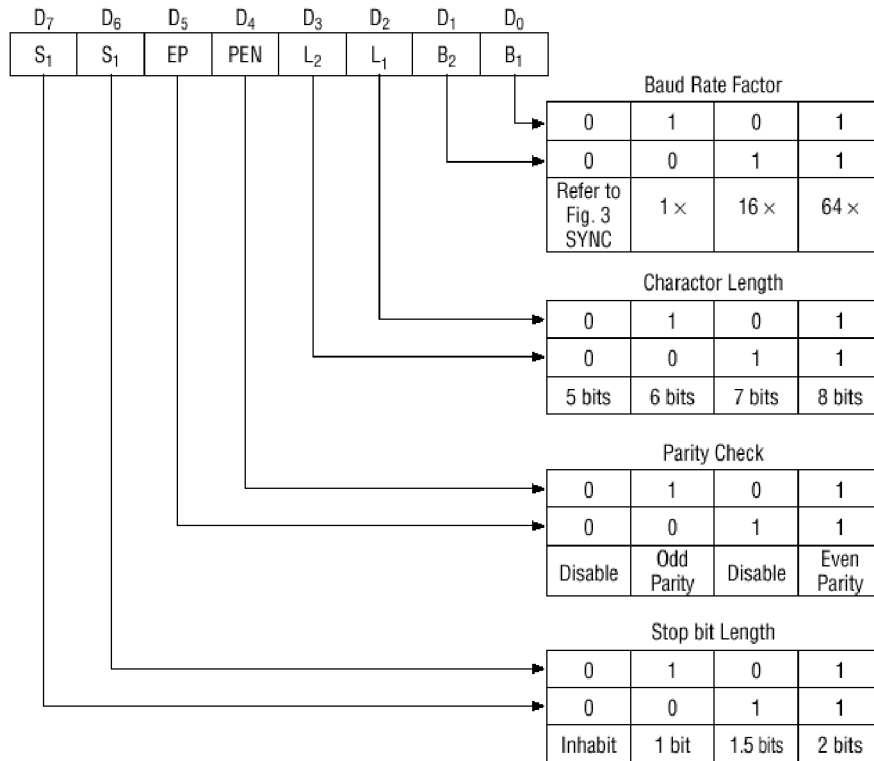 D7 D6 D5 D4 D3 D2 D1 D0
S1 S1 EP PEN L2 L1 B2 B1
Baud Rate Factor
0 1 0 1
0 0 1 1
Refer to Fig. 3 SYNC 1 × 16 × 64 ×
Charactor Length
0 1 0 1
0 0 1 1
5 bits 6 bits 7 bits 8 bits
Parity Check
0 1 0 1
0 0 1 1
Disable Odd Parity Disable Even Parity
Stop bit Length
0 1 0 1
0 0 1 1
Inhabit 1 bit 1.5 bits 2 bits